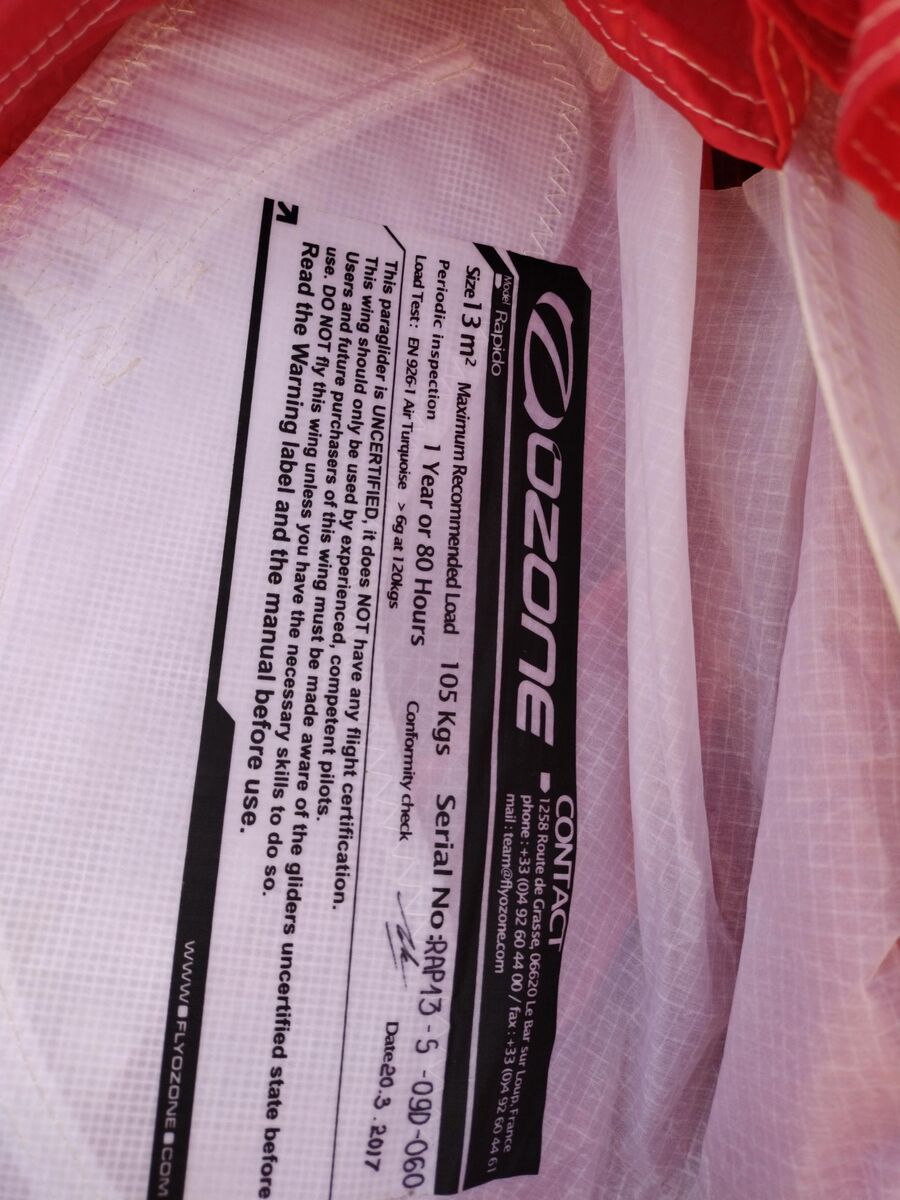 OZONE
CONTACT
1258 Route de Grasse, 06620 Le Bar sur Loup, France
phone : +33 (0)4 92 60 44 00 / fax : +33 (0)4 92 60 44 61
mail : team@flyozone.com
Model Rapido
Size 13 m² Maximum Recommended Load 105 Kgs Serial No: RAP13-S-09D-060
Periodic inspection 1 Year or 80 Hours Conformity check Date 20.3.2017
Load Test : EN 926-1 Air Turquoise > 6g at 120kgs
This paraglider is UNCERTIFIED, it does NOT have any flight certification.
This wing should only be used by experienced, competent pilots.
Users and future purchasers of this wing must be made aware of the gliders uncertified state before
use. DO NOT fly this wing unless you have the necessary skills to do so.
Read the Warning label and the manual before use.
WWW.FLYOZONE.COM